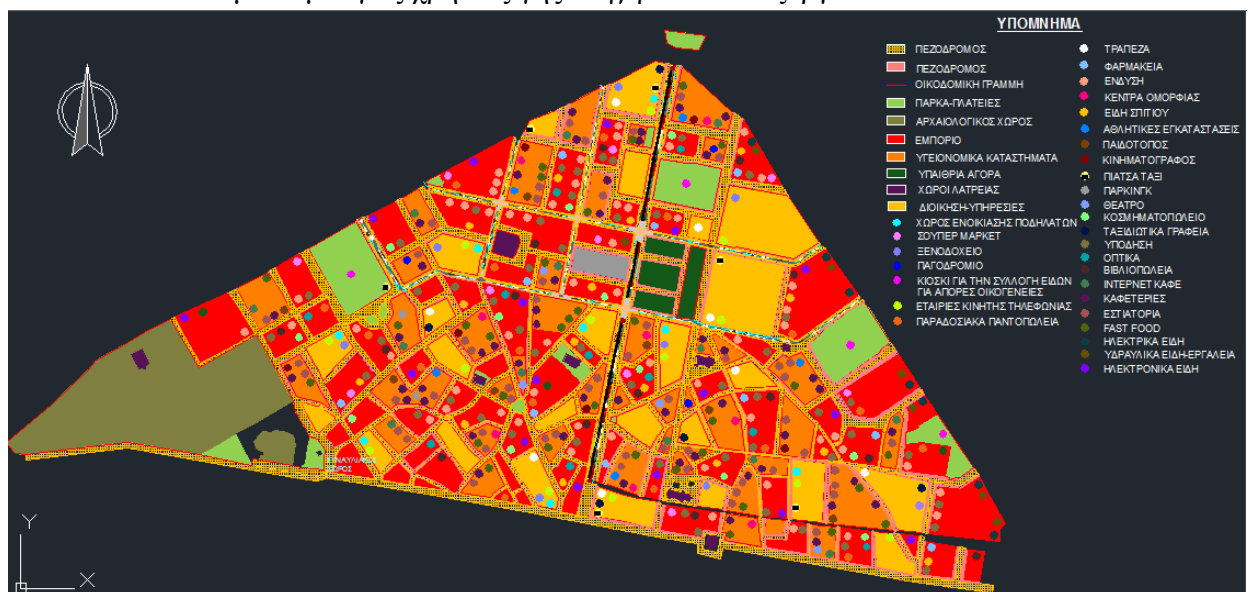 ΥΠΟΜΝΗΜΑ
ΠΕΖΟΔΡΟΜΟΣ
ΠΕΖΟΔΡΟΜΟΣ
ΟΙΚΟΔΟΜΙΚΗ ΓΡΑΜΜΗ
ΠΑΡΚΑ-ΠΛΑΤΕΙΕΣ
ΑΡΧΑΙΟΛΟΓΙΚΟΣ ΧΩΡΟΣ
ΕΜΠΟΡΙΟ
ΥΓΕΙΟΝΟΜΙΚΑ ΚΑΤΑΣΤΗΜΑΤΑ
ΥΠΑΙΘΡΙΑ ΑΓΟΡΑ
ΧΩΡΟΙ ΛΑΤΡΕΙΑΣ
ΔΙΟΙΚΗΣΗ-ΥΠΗΡΕΣΙΕΣ
ΧΩΡΟΣ ΕΝΟΙΚΙΑΣΗΣ ΠΟΔΗΛΑΤΩΝ
ΣΟΥΠΕΡ ΜΑΡΚΕΤ
ΞΕΝΟΔΟΧΕΙΟ
ΠΑΓΟΔΡΟΜΙΟ
ΚΙΟΣΚΙ ΓΙΑ ΤΗΝ ΣΥΛΛΟΓΗ ΕΙΔΩΝ
ΓΙΑ ΑΠΟΡΕΣ ΟΙΚΟΓΕΝΕΙΕΣ
ΕΤΑΙΡΙΕΣ ΚΙΝΗΤΗΣ ΤΗΛΕΦΩΝΙΑΣ
ΠΑΡΑΔΟΣΙΑΚΑ ΠΑΝΤΟΠΩΛΕΙΑ
ΤΡΑΠΕΖΑ
ΦΑΡΜΑΚΕΙΑ
ΕΝΔΥΣΗ
ΚΕΝΤΡΑ ΟΜΟΡΦΙΑΣ
ΕΙΔΗ ΣΠΙΤΙΟΥ
ΑΘΛΗΤΙΚΕΣ ΕΓΚΑΤΑΣΤΑΣΕΙΣ
ΠΑΙΔΟΤΟΠΟΣ
ΚΙΝΗΜΑΤΟΓΡΑΦΟΣ
ΠΙΑΤΣΑ ΤΑΞΙ
ΠΑΡΚΙΝΓΚ
ΘΕΑΤΡΟ
ΚΟΣΜΗΜΑΤΟΠΩΛΕΙΟ
ΤΑΞΙΔΙΩΤΙΚΑ ΓΡΑΦΕΙΑ
ΥΠΟΔΗΣΗ
ΟΠΤΙΚΑ
ΒΙΒΛΙΟΠΩΛΕΙΑ
INTERNET ΚΑΦΕ
ΚΑΦΕΤΕΡΙΕΣ
ΕΣΤΙΑΤΟΡΙΑ
FAST FOOD
ΗΛΕΚΤΡΙΚΑ ΕΙΔΗ
ΥΔΡΑΥΛΙΚΑ ΕΙΔΗ-ΕΡΓΑΛΕΙΑ
ΗΛΕΚΤΡΟΝΙΚΑ ΕΙΔΗ
Y
X